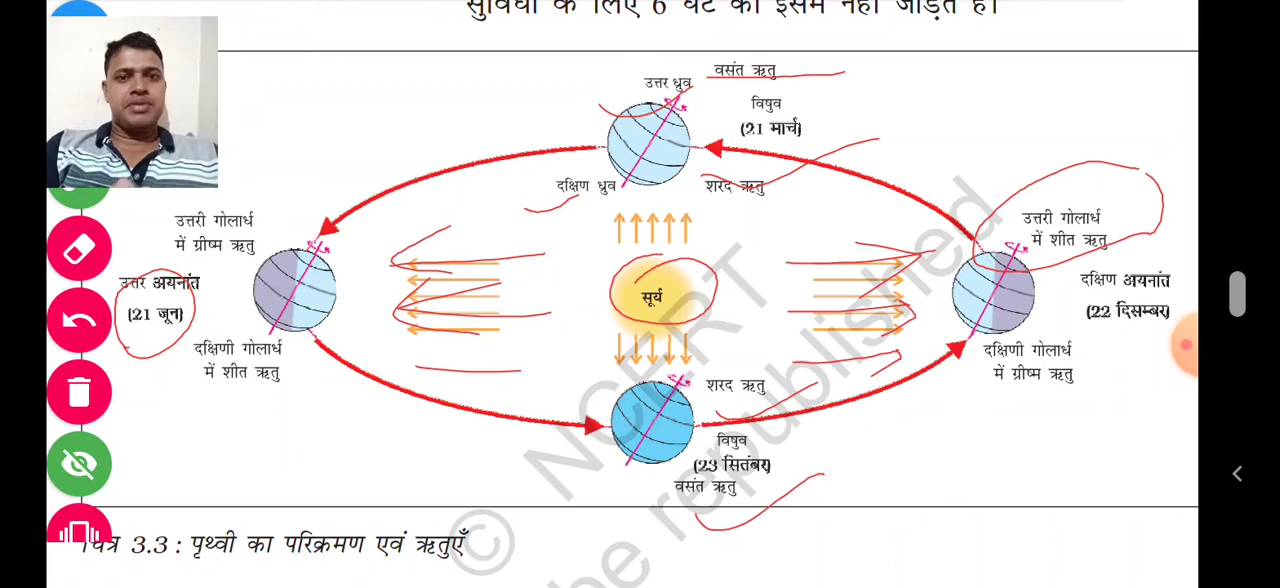 सुविधा के लिए 6 घंटे को इसमें नहीं जोड़ते हैं।
वसंत ऋतु
उत्तर ध्रुव
विषुव
(21 मार्च)
दक्षिण ध्रुव
शरद ऋतु
उत्तरी गोलार्ध
में ग्रीष्म ऋतु
उत्तर अयनांत
(21 जून)
दक्षिणी गोलार्ध
में शीत ऋतु
सूर्य
उत्तरी गोलार्ध
में शीत ऋतु
दक्षिण अयनांत
(22 दिसम्बर)
दक्षिणी गोलार्ध
में ग्रीष्म ऋतु
शरद ऋतु
विषुव
(23 सितंबर)
वसंत ऋतु
© NCERT
be republished
चित्र 3.3 : पृथ्वी का परिक्रमण एवं ऋतुएँ